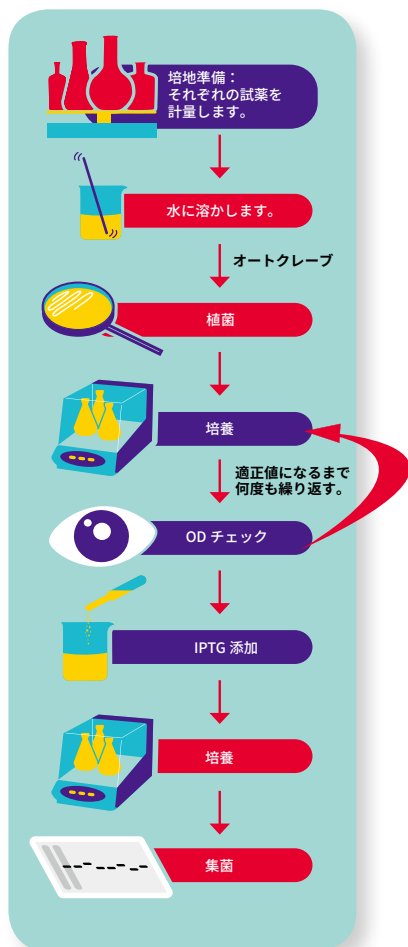 培地準備：
それぞれの試薬を
計量します。
水に溶かします。
オートクレーブ
植菌
培養
適正値になるまで
何度も繰り返す。
OD チェック
IPTG 添加
培養
集菌